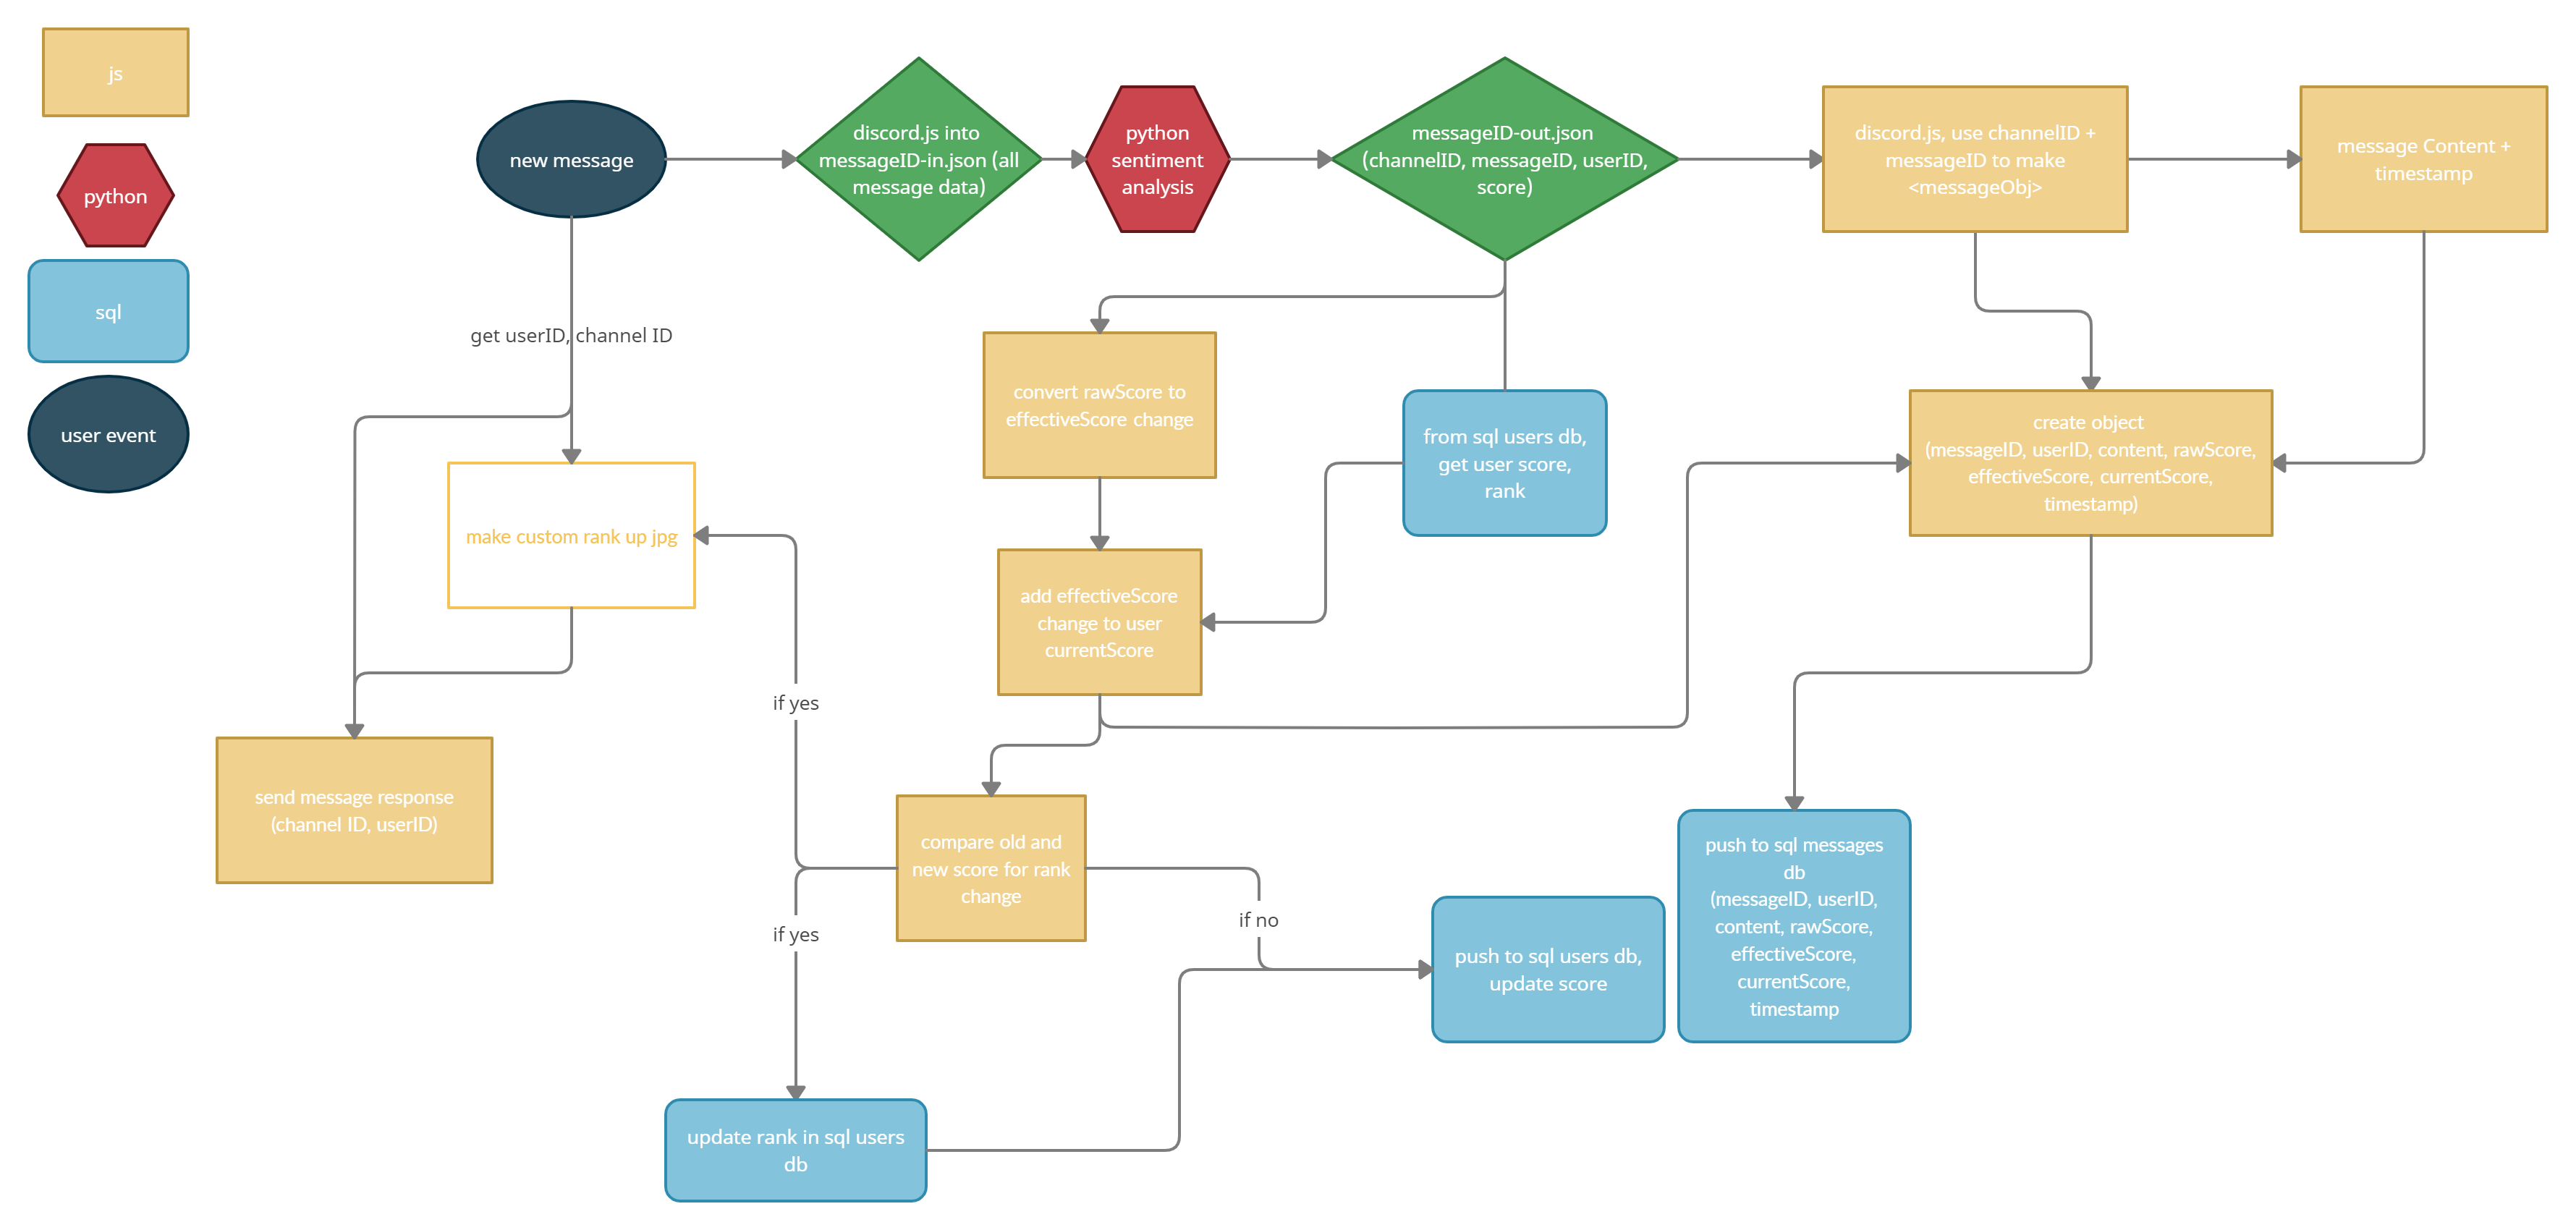 js
python
sql
user event
new message
discord.js into
messageID-in.json (all
message data)
python
sentiment
analysis
messageID-out.json
(channelID, messageID, userID,
score)
discord.js, use channelID +
messageID to make
<messageObj>
message Content +
timestamp
get userID, channel ID
convert rawScore to
effectiveScore change
from sql users db,
get user score,
rank
create object
(messageID, userID, content, rawScore,
effectiveScore, currentScore,
timestamp)
make custom rank up jpg
add effectiveScore
change to user
currentScore
if yes
send message response
(channel ID, userID)
compare old and
new score for rank
change
if yes
if no
push to sql users db,
update score
push to sql messages
db
(messageID, userID,
content, rawScore,
effectiveScore,
currentScore,
timestamp
update rank in sql users
db